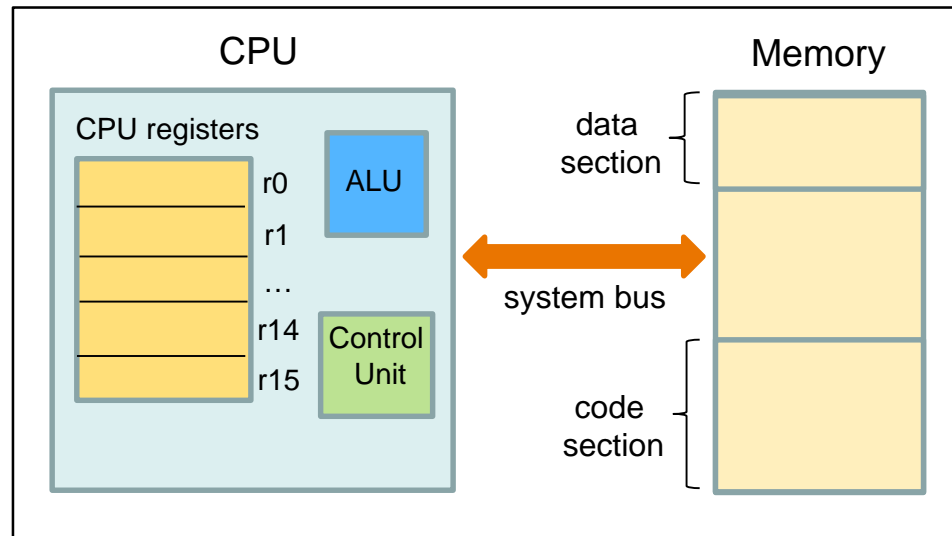 CPU
CPU registers
r0
r1
…
r14
r15
ALU
Control
Unit
system bus
Memory
data
section
code
section